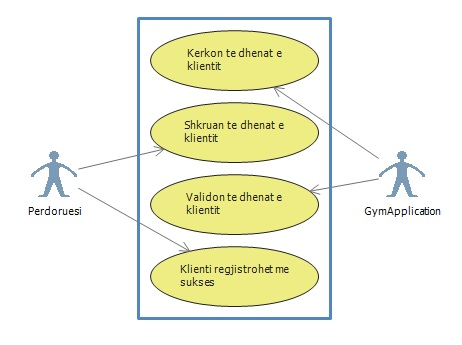 Kerkon te dhenat e
klientit
Shkruan te dhenat e
klientit
Perdoruesi
GymApplication
Validon te dhenat e
klientit
Klienti regjistrohet me
sukses